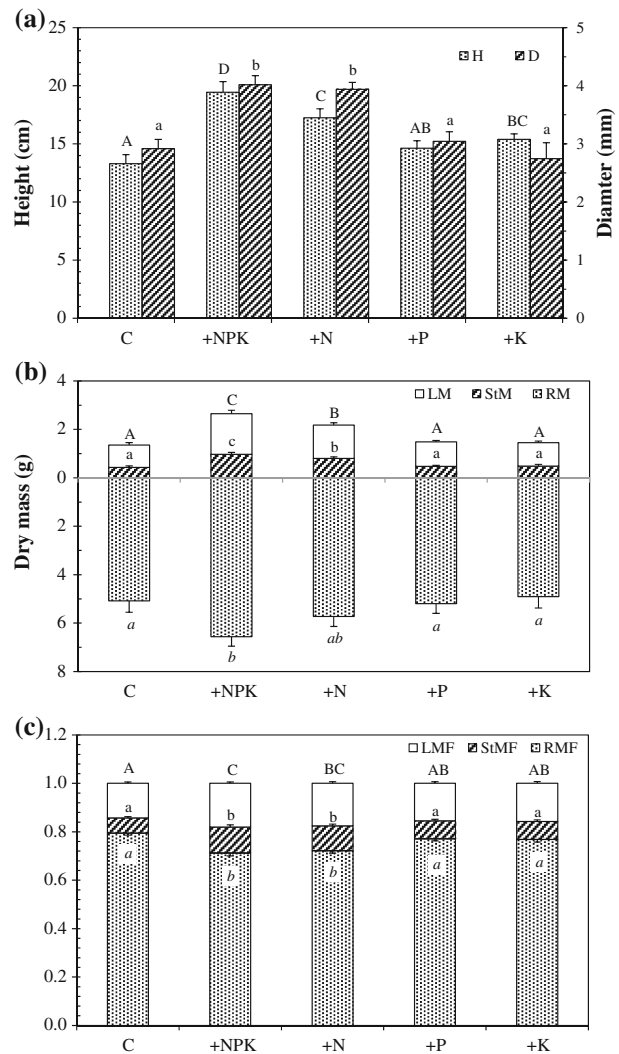 (a)
25
20
15
10
5
0
Height (cm)
5
4
3
2
1
0
Diamter (mm)
H D
A a D b C b AB a BC a
C +NPK +N +P +K
(b)
4
2
0
2
4
6
8
Dry mass (g)
LM StM RM
A C B A A
a c b a a
a b ab a a
C +NPK +N +P +K
(c)
1.2
1.0
0.8
0.6
0.4
0.2
0.0
LMF StMF RMF
A C BC AB AB
a b b a a
a b b a a
C +NPK +N +P +K